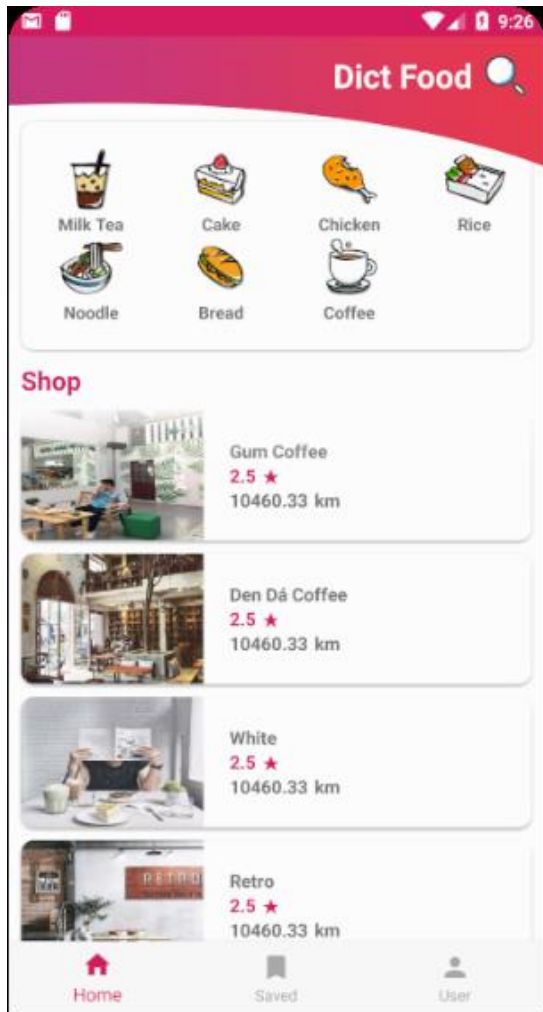 9:26
Dict Food
Milk Tea Cake Chicken Rice
Noodle Bread Coffee
Shop
Gum Coffee
2.5 ★
10460.33 km
Den Dá Coffee
2.5 ★
10460.33 km
White
2.5 ★
10460.33 km
RETRO
Retro
2.5 ★
10460.33 km
Home Saved User